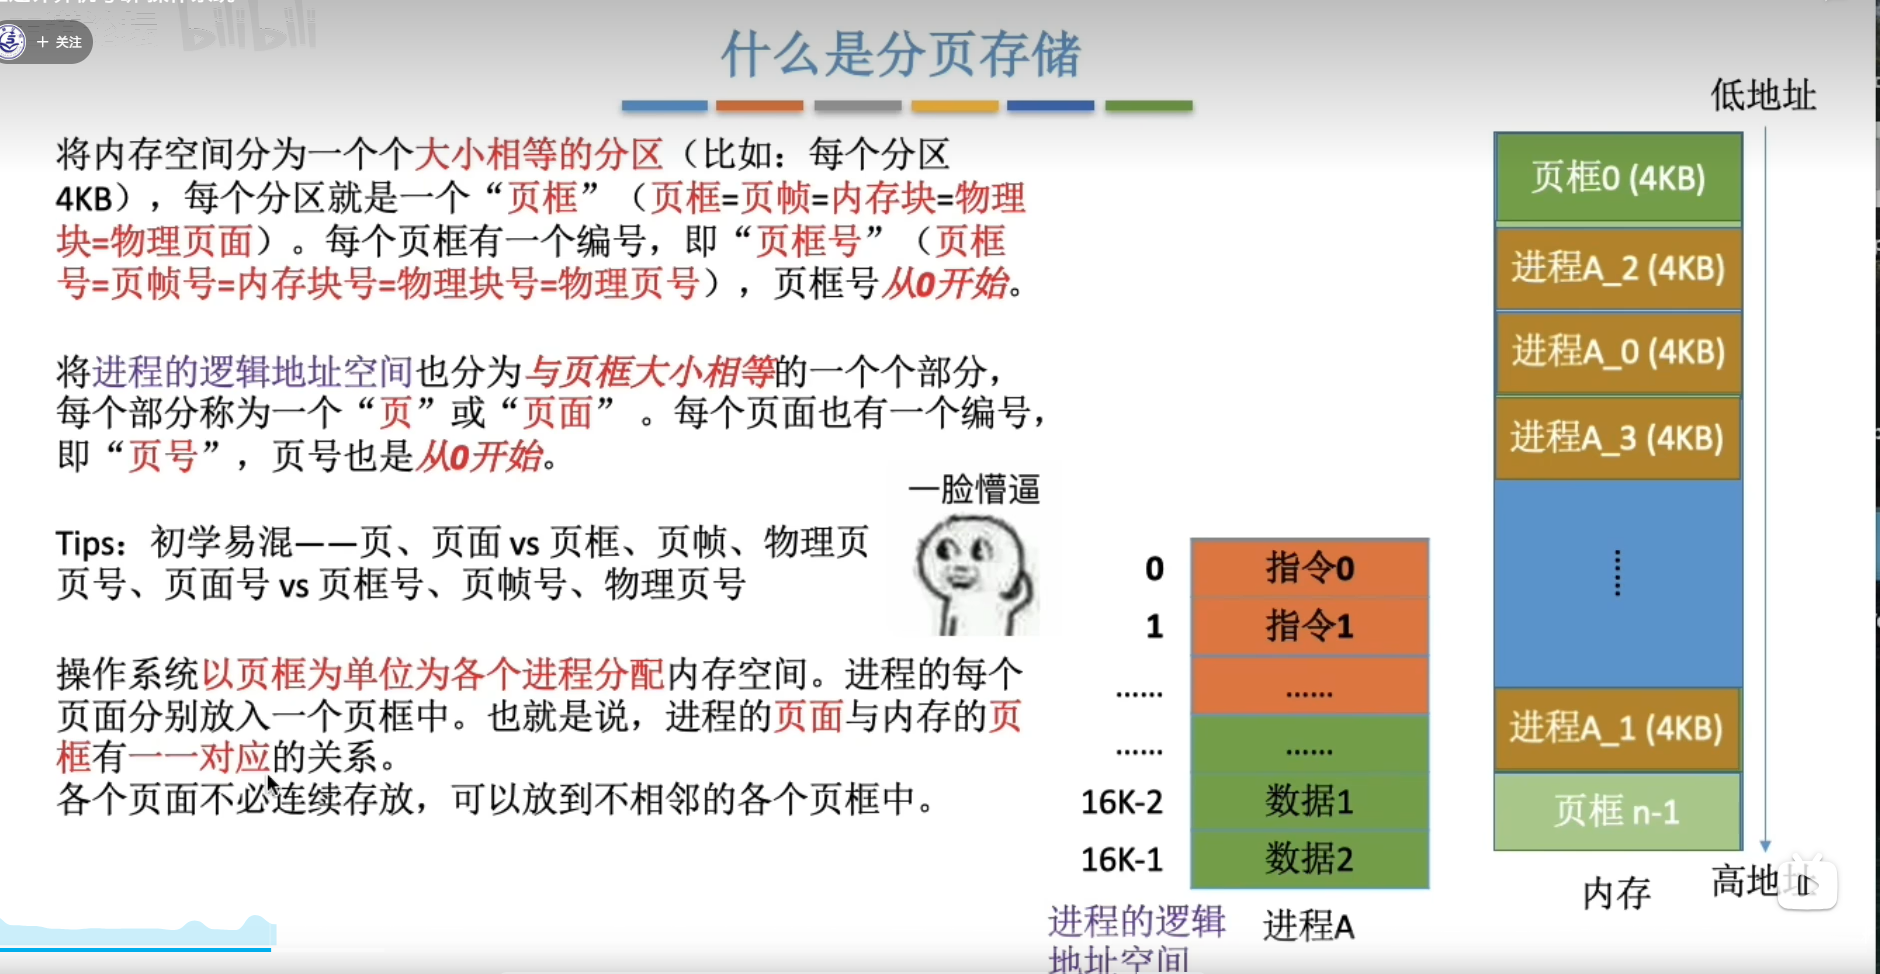 + 关注
bilibili
什么是分页存储
低地址
将内存空间分为一个个大小相等的分区（比如：每个分区
4KB），每个分区就是一个“页框”（页框=页帧=内存块=物理
块=物理页面）。每个页框有一个编号，即“页框号”（页框
号=页帧号=内存块号=物理块号=物理页号），页框号从0开始。
将进程的逻辑地址空间也分为与页框大小相等的一个个部分，
每个部分称为一个“页”或“页面” 。每个页面也有一个编号，
即“页号”，页号也是从0开始。
Tips：初学易混——页、页面 vs 页框、页帧、物理页
页号、页面号 vs 页框号、页帧号、物理页号
一脸懵逼
操作系统以页框为单位为各个进程分配内存空间。进程的每个
页面分别放入一个页框中。也就是说，进程的页面与内存的页
框有一一对应的关系。
各个页面不必连续存放，可以放到不相邻的各个页框中。
0 指令0
1 指令1
...... ......
...... ......
16K-2 数据1
16K-1 数据2
进程的逻辑
地址空间
进程A
页框0 (4KB)
进程A_2 (4KB)
进程A_0 (4KB)
进程A_3 (4KB)
......
进程A_1 (4KB)
页框 n-1
内存
高地址